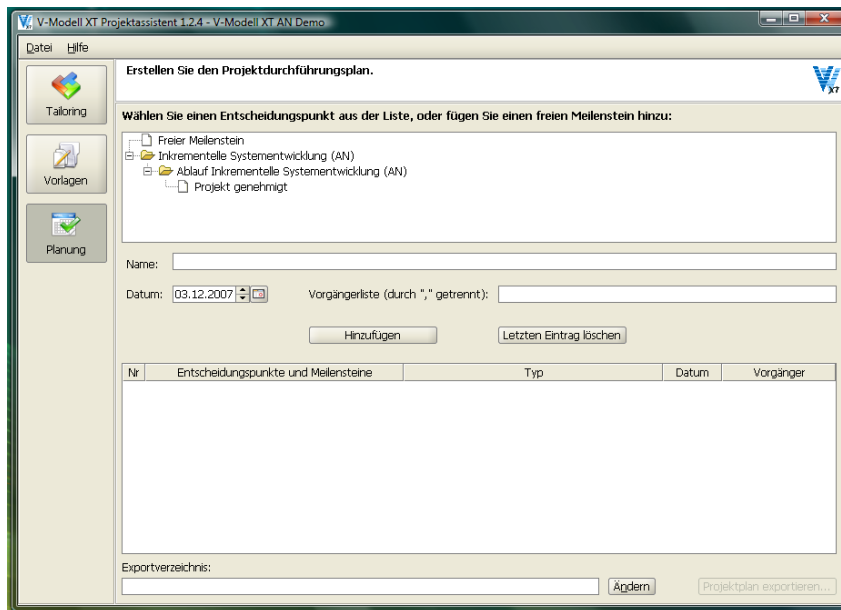 V-Modell XT Projektassistent 1.2.4 - V-Modell XT AN Demo
Datei Hilfe
Erstellen Sie den Projektdurchführungsplan.
XT
Tailoring
Vorlagen
Planung
Wählen Sie einen Entscheidungspunkt aus der Liste, oder fügen Sie einen freien Meilenstein hinzu:
Freier Meilenstein
Inkrementelle Systementwicklung (AN)
Ablauf Inkrementelle Systementwicklung (AN)
Projekt genehmigt
Name:
Datum: 03.12.2007 Vorgängerliste (durch "," getrennt):
Hinzufügen Letzten Eintrag löschen
Nr Entscheidungspunkte und Meilensteine Typ Datum Vorgänger
Exportverzeichnis:
Ändern Projektplan exportieren...